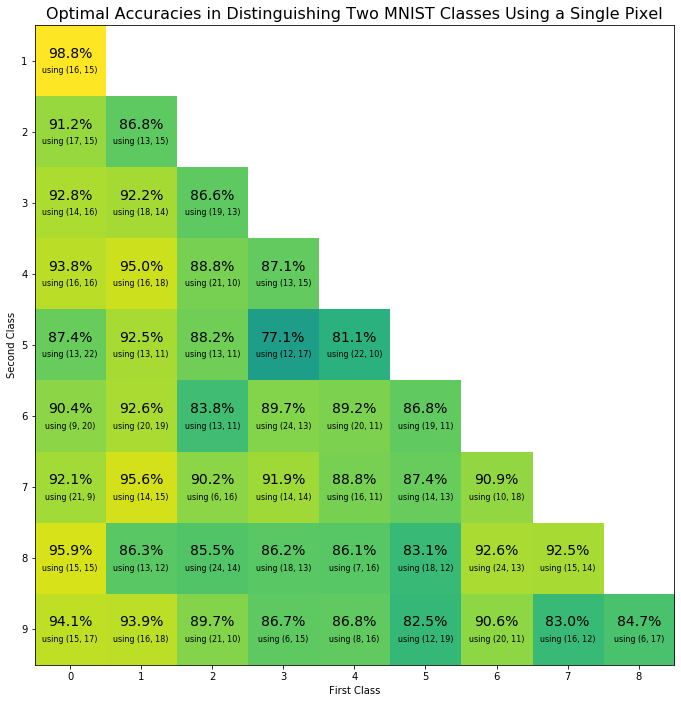 Optimal Accuracies in Distinguishing Two MNIST Classes Using a Single Pixel
1
98.8%
using (16, 15)
2
91.2% 86.8%
using (17, 15) using (13, 15)
3
92.8% 92.2% 86.6%
using (14, 16) using (18, 14) using (19, 13)
4
93.8% 95.0% 88.8% 87.1%
using (16, 16) using (16, 18) using (21, 10) using (13, 15)
5
87.4% 92.5% 88.2% 77.1% 81.1%
using (13, 22) using (13, 11) using (13, 11) using (12, 17) using (22, 10)
Second Class
6
90.4% 92.6% 83.8% 89.7% 89.2% 86.8%
using (9, 20) using (20, 19) using (13, 11) using (24, 13) using (20, 11) using (19, 11)
7
92.1% 95.6% 90.2% 91.9% 88.8% 87.4% 90.9%
using (21, 9) using (14, 15) using (6, 16) using (14, 14) using (16, 11) using (14, 13) using (10, 18)
8
95.9% 86.3% 85.5% 86.2% 86.1% 83.1% 92.6% 92.5%
using (15, 15) using (13, 12) using (24, 14) using (18, 13) using (7, 16) using (18, 12) using (24, 13) using (15, 14)
9
94.1% 93.9% 89.7% 86.7% 86.8% 82.5% 90.6% 83.0% 84.7%
using (15, 17) using (16, 18) using (21, 10) using (6, 15) using (8, 16) using (12, 19) using (20, 11) using (16, 12) using (6, 17)
0 1 2 3 4 5 6 7 8
First Class